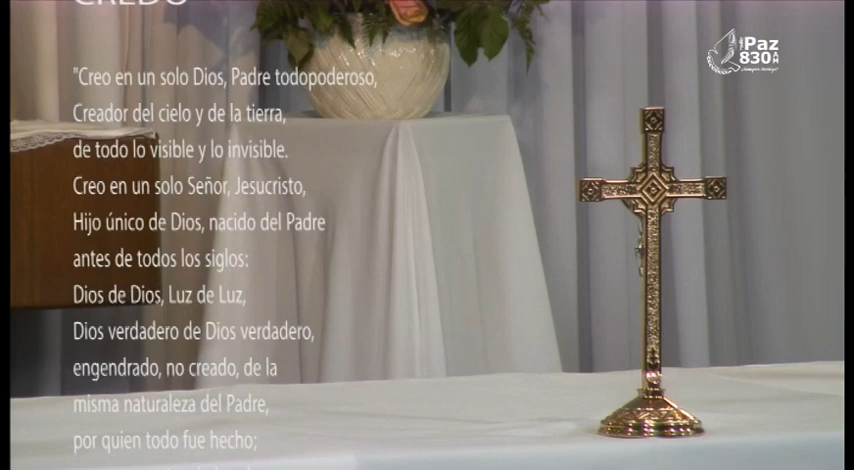 CREDO
"Creo en un solo Dios, Padre todopoderoso,
Creador del cielo y de la tierra,
de todo lo visible y lo invisible.
Creo en un solo Señor, Jesucristo,
Hijo único de Dios, nacido del Padre
antes de todos los siglos:
Dios de Dios, Luz de Luz,
Dios verdadero de Dios verdadero,
engendrado, no creado, de la
misma naturaleza del Padre,
por quien todo fue hecho;
Paz
830
AM